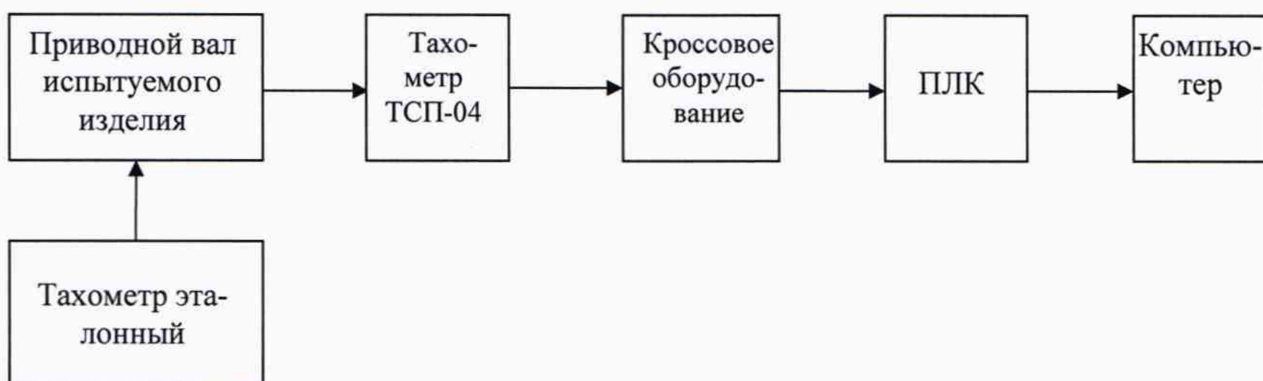 Приводной вал
испытуемого
изделия
Тахо-
метр
ТСП-04
Кроссовое
оборудо-
вание
ПЛК
Компью-
тер
Тахометр эта-
лонный